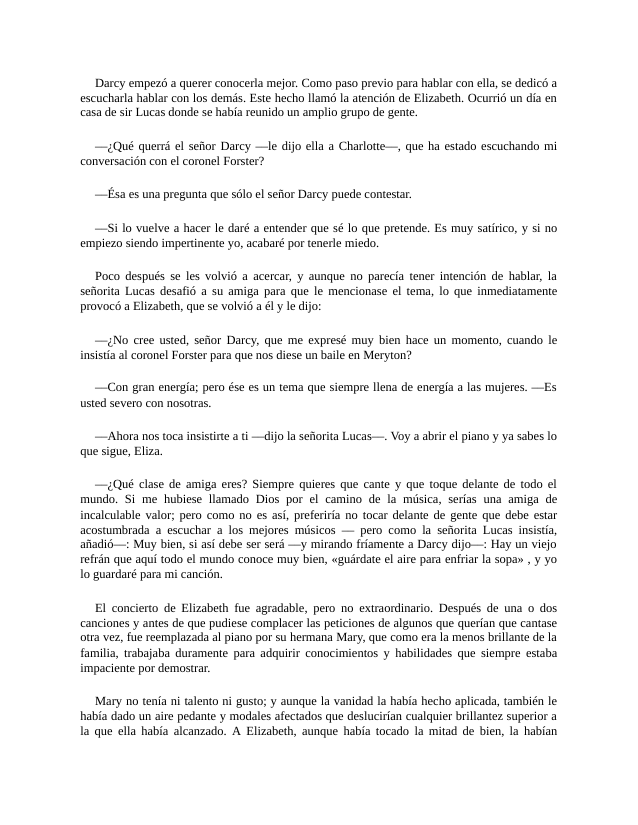 Darcy empezó a querer conocerla mejor. Como paso previo para hablar con ella, se dedicó a
escucharla hablar con los demás. Este hecho llamó la atención de Elizabeth. Ocurrió un día en
casa de sir Lucas donde se había reunido un amplio grupo de gente.
—¿Qué querrá el señor Darcy —le dijo ella a Charlotte—, que ha estado escuchando mi
conversación con el coronel Forster?
—Ésa es una pregunta que sólo el señor Darcy puede contestar.
—Si lo vuelve a hacer le daré a entender que sé lo que pretende. Es muy satírico, y si no
empiezo siendo impertinente yo, acabaré por tenerle miedo.
Poco después se les volvió a acercar, y aunque no parecía tener intención de hablar, la
señorita Lucas desafió a su amiga para que le mencionase el tema, lo que inmediatamente
provocó a Elizabeth, que se volvió a él y le dijo:
—¿No cree usted, señor Darcy, que me expresé muy bien hace un momento, cuando le
insistía al coronel Forster para que nos diese un baile en Meryton?
—Con gran energía; pero ése es un tema que siempre llena de energía a las mujeres. —Es
usted severo con nosotras.
—Ahora nos toca insistirte a ti —dijo la señorita Lucas—. Voy a abrir el piano y ya sabes lo
que sigue, Eliza.
—¿Qué clase de amiga eres? Siempre quieres que cante y que toque delante de todo el
mundo. Si me hubiese llamado Dios por el camino de la música, serías una amiga de
incalculable valor; pero como no es así, preferiría no tocar delante de gente que debe estar
acostumbrada a escuchar a los mejores músicos — pero como la señorita Lucas insistía,
añadió—: Muy bien, si así debe ser será —y mirando fríamente a Darcy dijo—: Hay un viejo
refrán que aquí todo el mundo conoce muy bien, «guárdate el aire para enfriar la sopa» , y yo
lo guardaré para mi canción.
El concierto de Elizabeth fue agradable, pero no extraordinario. Después de una o dos
canciones y antes de que pudiese complacer las peticiones de algunos que querían que cantase
otra vez, fue reemplazada al piano por su hermana Mary, que como era la menos brillante de la
familia, trabajaba duramente para adquirir conocimientos y habilidades que siempre estaba
impaciente por demostrar.
Mary no tenía ni talento ni gusto; y aunque la vanidad la había hecho aplicada, también le
había dado un aire pedante y modales afectados que deslucirían cualquier brillantez superior a
la que ella había alcanzado. A Elizabeth, aunque había tocado la mitad de bien, la habían